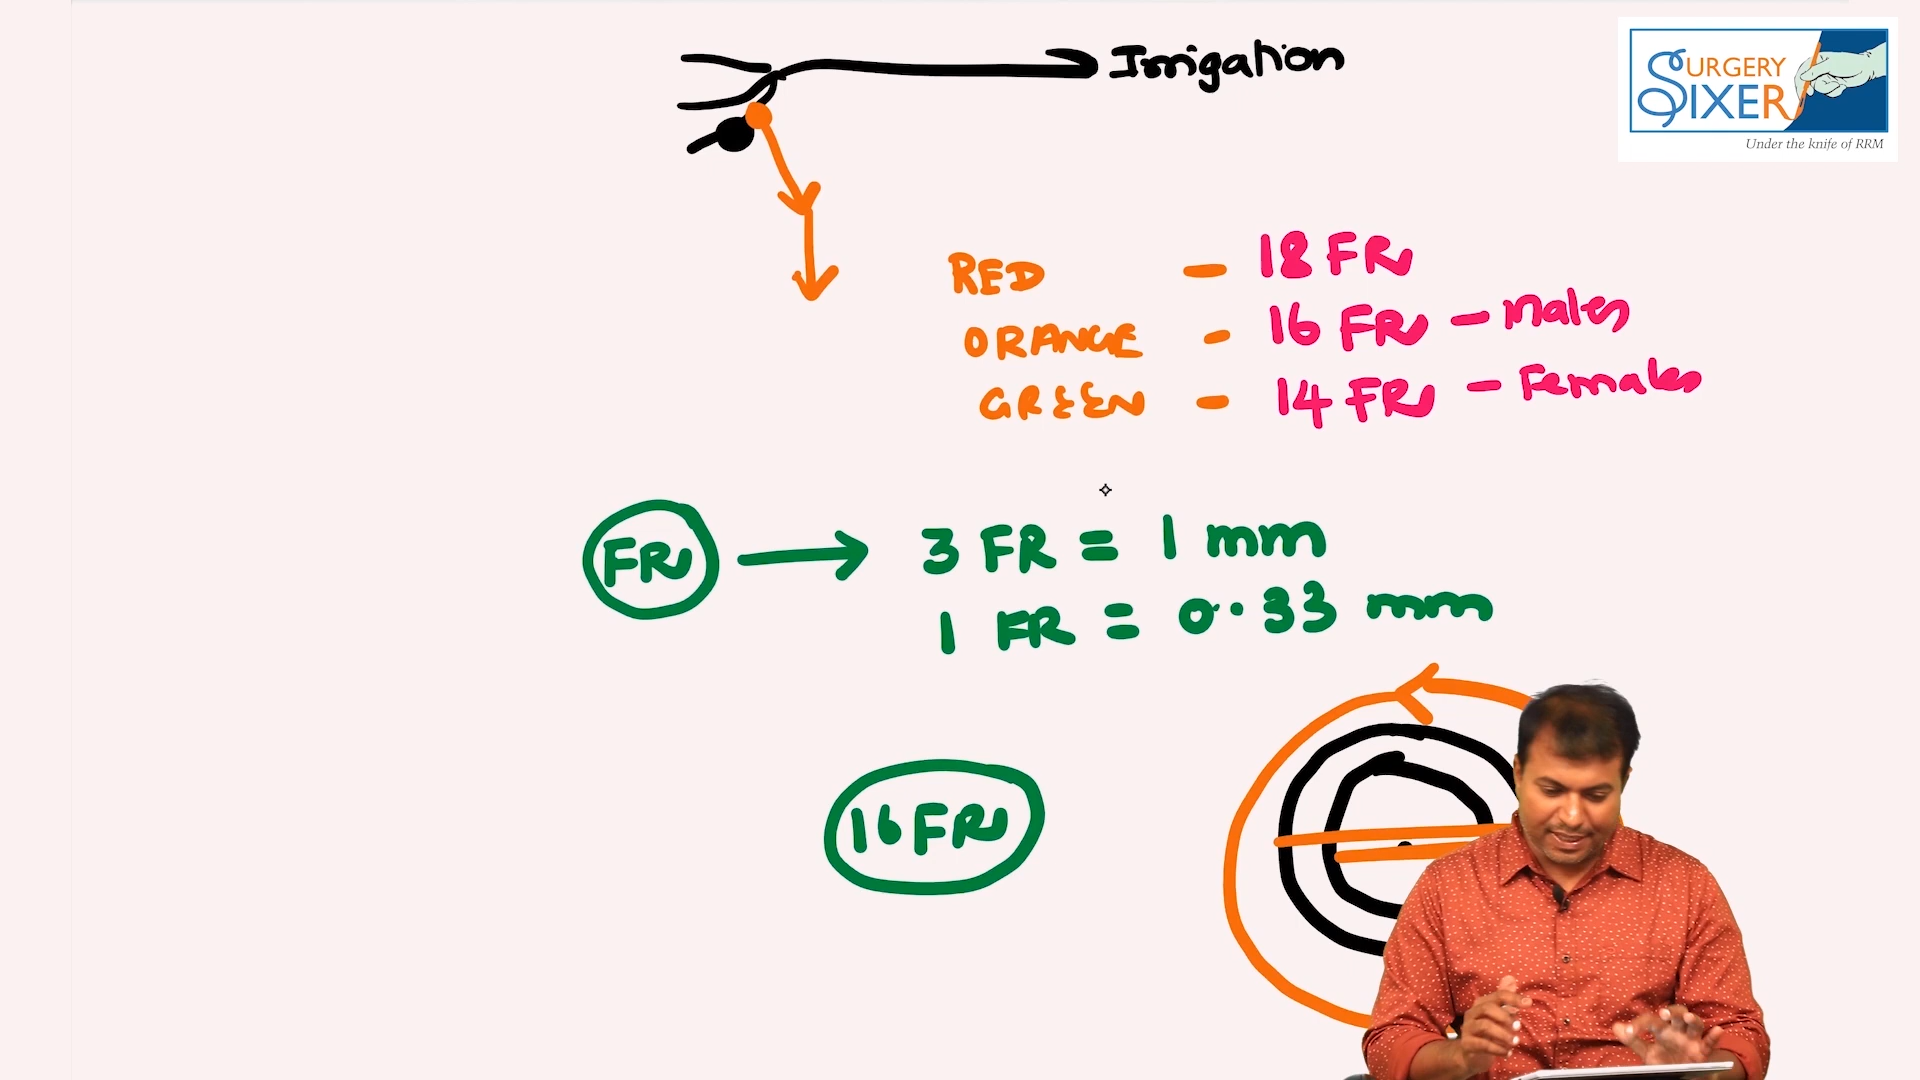 Irrigation
SURGERY
SIXER
Under the knife of RRM
RED - 18 FR
ORANGE - 16 FR - Males
GREEN - 14 FR - Females
FR → 3 FR = 1 mm
1 FR = 0.33 mm
16 FR